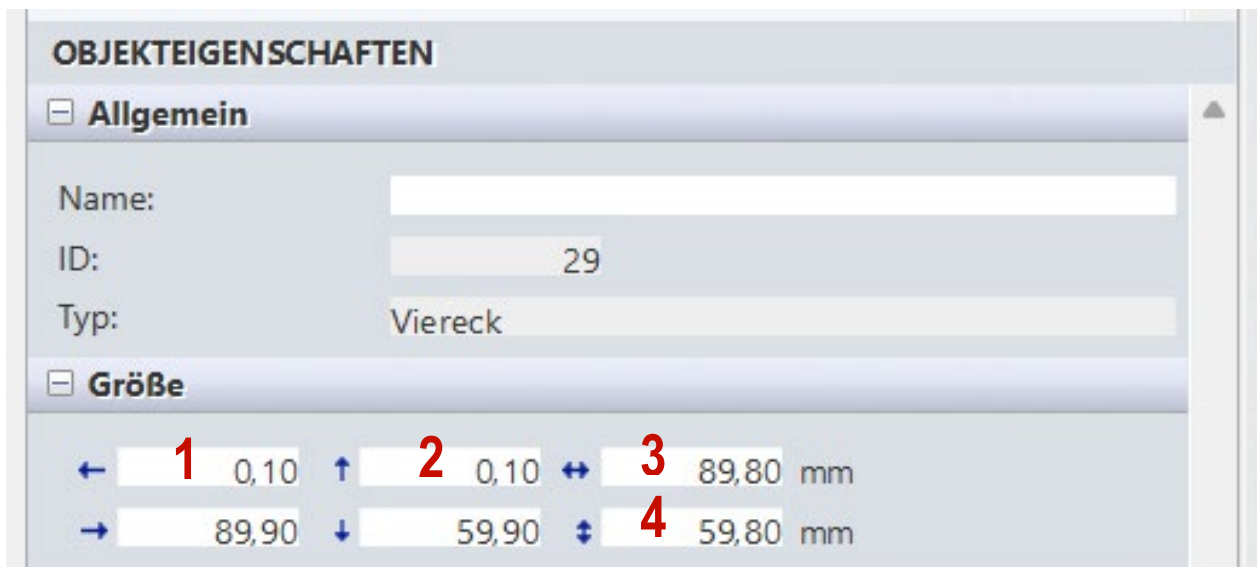 OBJEKTEIGENSCHAFTEN
Allgemein
Name:
ID: 29
Typ: Viereck
Größe
← 1 0,10 ↑ 2 0,10 ↔ 3 89,80 mm
→ 89,90 ↓ 59,90 ↕ 4 59,80 mm